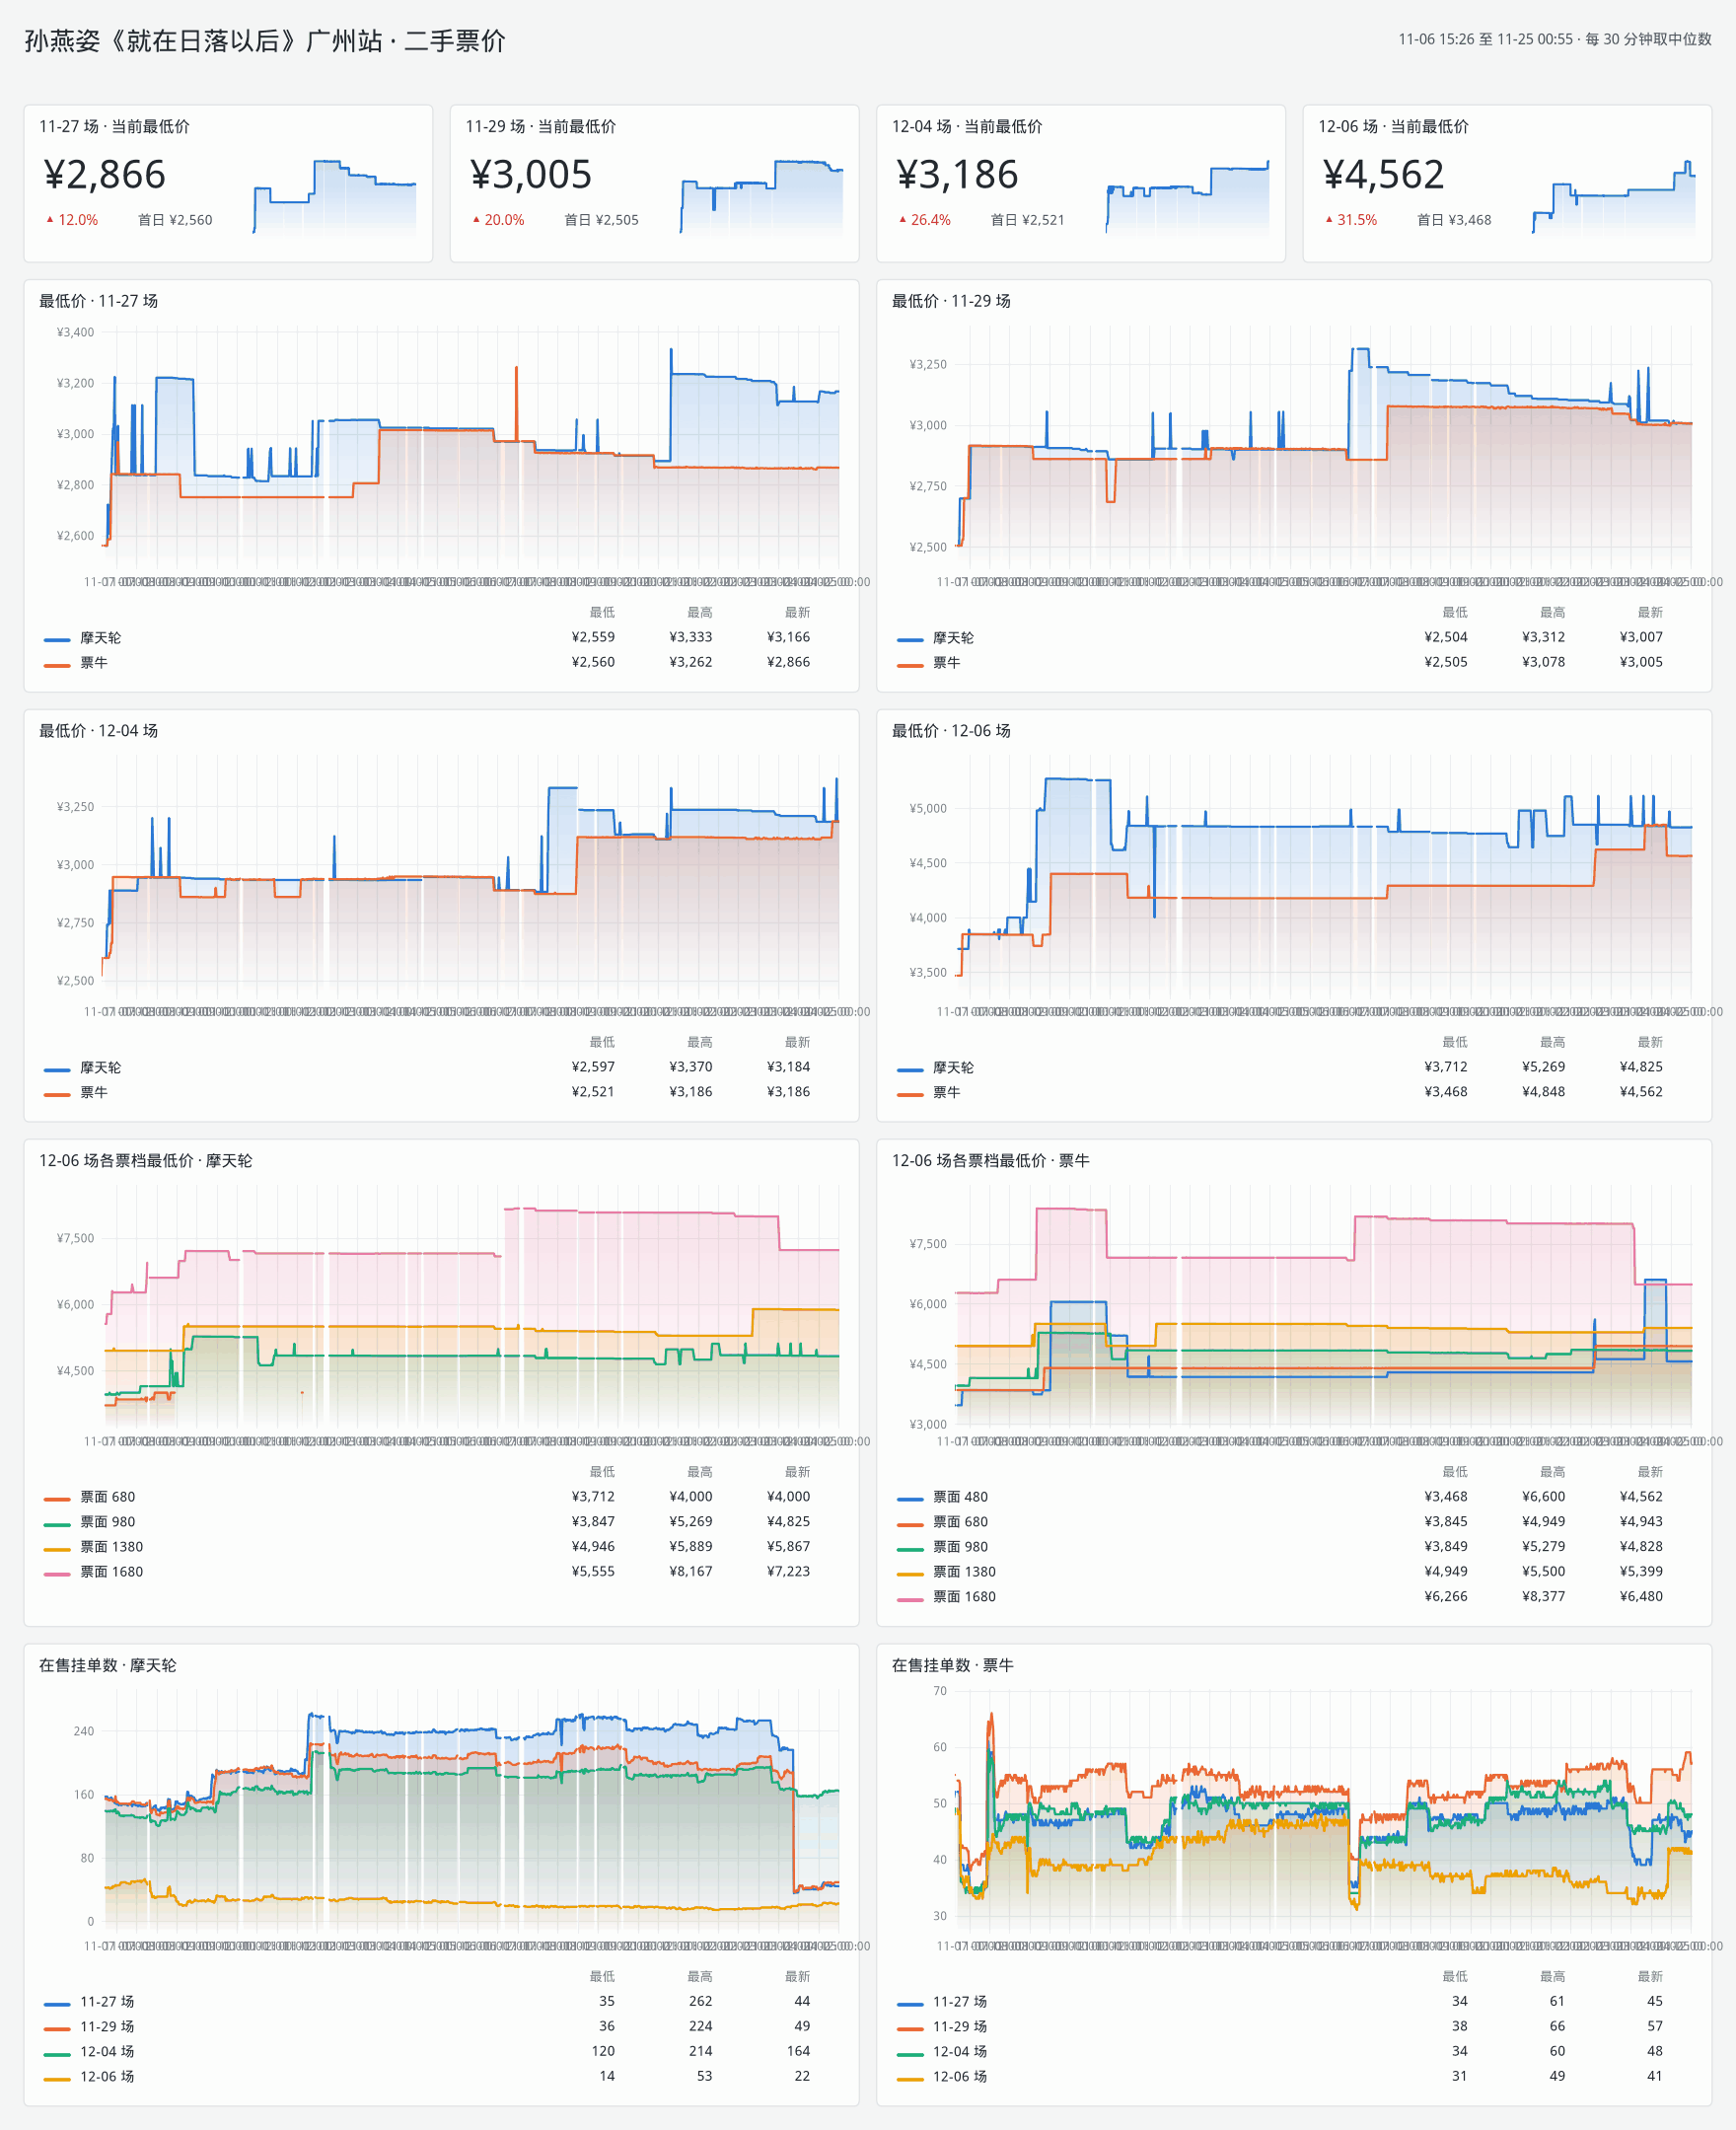 孙燕姿《就在日落以后》广州站 · 二手票价
11-06 15:26 至 11-25 00:55 · 每 30 分钟取中位数
11-27 场 · 当前最低价
¥2,866
▲ 12.0% 首日 ¥2,560
11-29 场 · 当前最低价
¥3,005
▲ 20.0% 首日 ¥2,505
12-04 场 · 当前最低价
¥3,186
▲ 26.4% 首日 ¥2,521
12-06 场 · 当前最低价
¥4,562
▲ 31.5% 首日 ¥3,468
最低价 · 11-27 场
¥3,400
¥3,200
¥3,000
¥2,800
¥2,600
最低 最高 最新
摩天轮 ¥2,559 ¥3,333 ¥3,166
票牛 ¥2,560 ¥3,262 ¥2,866
最低价 · 11-29 场
¥3,250
¥3,000
¥2,750
¥2,500
最低 最高 最新
摩天轮 ¥2,504 ¥3,312 ¥3,007
票牛 ¥2,505 ¥3,078 ¥3,005
最低价 · 12-04 场
¥3,250
¥3,000
¥2,750
¥2,500
最低 最高 最新
摩天轮 ¥2,597 ¥3,370 ¥3,184
票牛 ¥2,521 ¥3,186 ¥3,186
最低价 · 12-06 场
¥5,000
¥4,500
¥4,000
¥3,500
最低 最高 最新
摩天轮 ¥3,712 ¥5,269 ¥4,825
票牛 ¥3,468 ¥4,848 ¥4,562
12-06 场各票档最低价 · 摩天轮
¥7,500
¥6,000
¥4,500
最低 最高 最新
票面 680 ¥3,712 ¥4,000 ¥4,000
票面 980 ¥3,847 ¥5,269 ¥4,825
票面 1380 ¥4,946 ¥5,889 ¥5,867
票面 1680 ¥5,555 ¥8,167 ¥7,223
12-06 场各票档最低价 · 票牛
¥7,500
¥6,000
¥4,500
¥3,000
最低 最高 最新
票面 480 ¥3,468 ¥6,600 ¥4,562
票面 680 ¥3,845 ¥4,949 ¥4,943
票面 980 ¥3,849 ¥5,279 ¥4,828
票面 1380 ¥4,949 ¥5,500 ¥5,399
票面 1680 ¥6,266 ¥8,377 ¥6,480
在售挂单数 · 摩天轮
240
160
80
0
最低 最高 最新
11-27 场 35 262 44
11-29 场 36 224 49
12-04 场 120 214 164
12-06 场 14 53 22
在售挂单数 · 票牛
70
60
50
40
30
最低 最高 最新
11-27 场 34 61 45
11-29 场 38 66 57
12-04 场 34 60 48
12-06 场 31 49 41